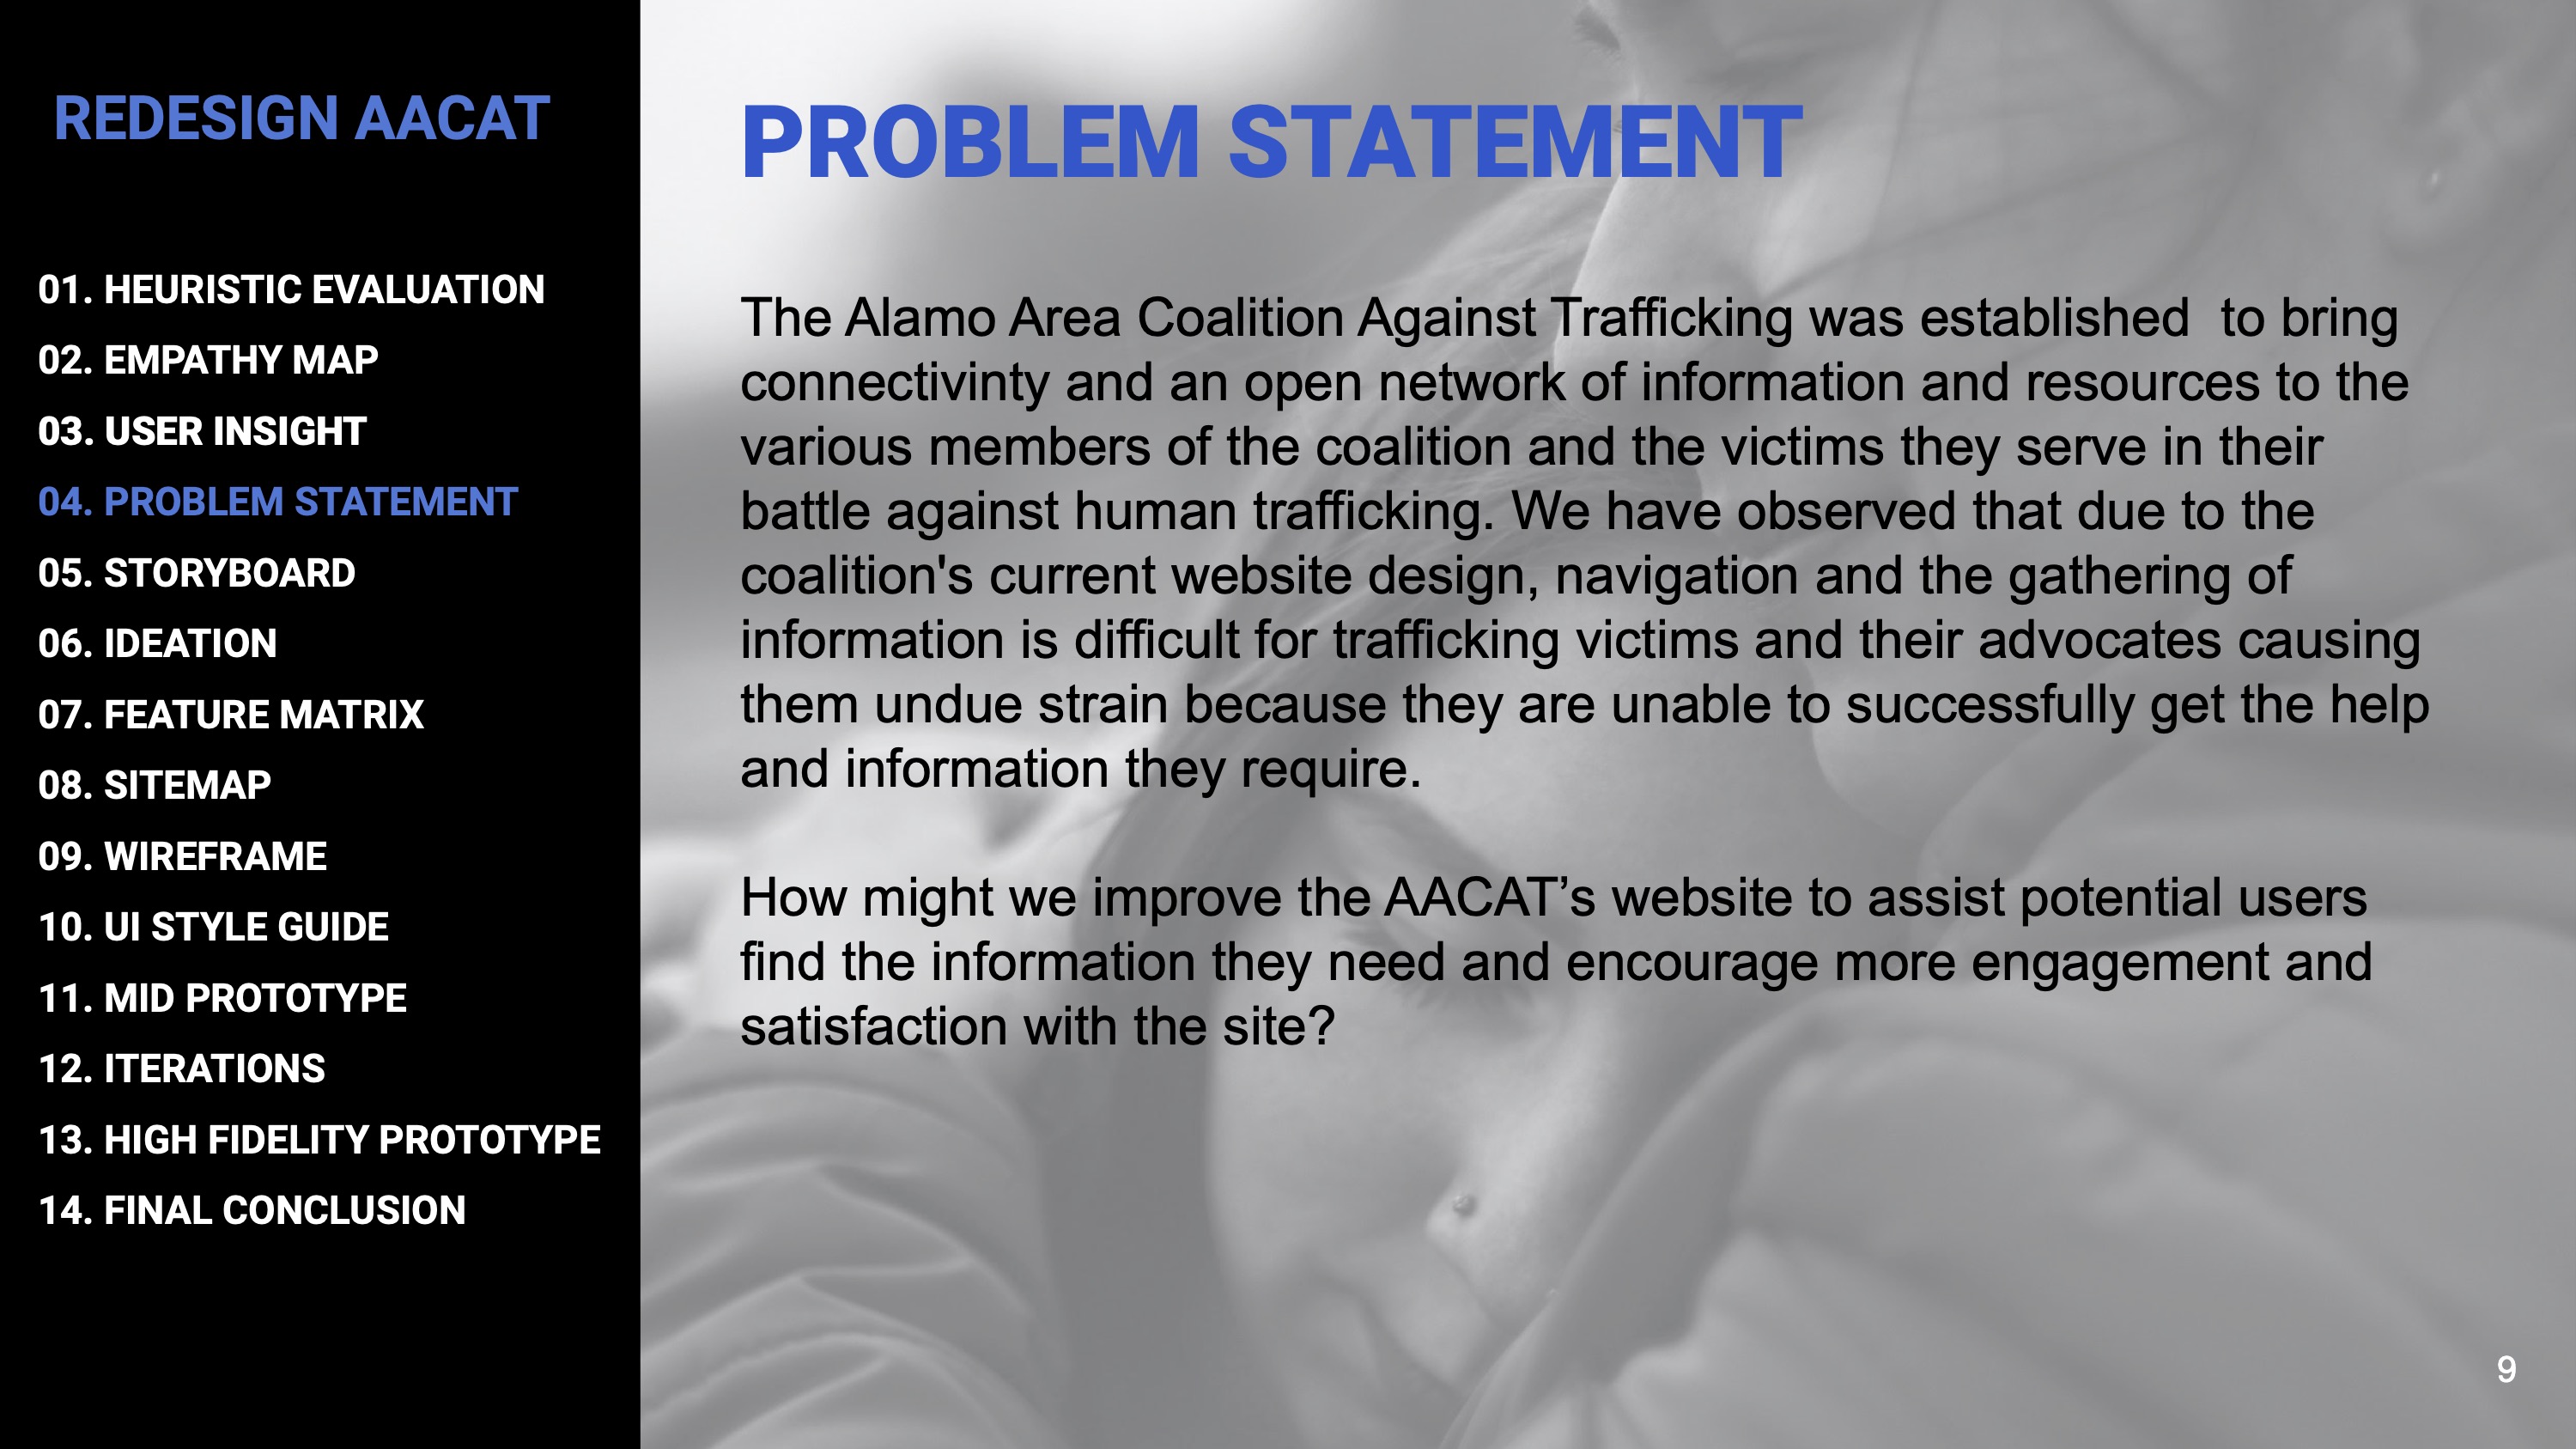 REDESIGN AACAT
01. HEURISTIC EVALUATION
02. EMPATHY MAP
03. USER INSIGHT
04. PROBLEM STATEMENT
05. STORYBOARD
06. IDEATION
07. FEATURE MATRIX
08. SITEMAP
09. WIREFRAME
10. UI STYLE GUIDE
11. MID PROTOTYPE
12. ITERATIONS
13. HIGH FIDELITY PROTOTYPE
14. FINAL CONCLUSION
PROBLEM STATEMENT
The Alamo Area Coalition Against Trafficking was established  to bring
connectivinty and an open network of information and resources to the
various members of the coalition and the victims they serve in their
battle against human trafficking. We have observed that due to the
coalition's current website design, navigation and the gathering of
information is difficult for trafficking victims and their advocates causing
them undue strain because they are unable to successfully get the help
and information they require.
How might we improve the AACAT’s website to assist potential users
find the information they need and encourage more engagement and
satisfaction with the site?
9